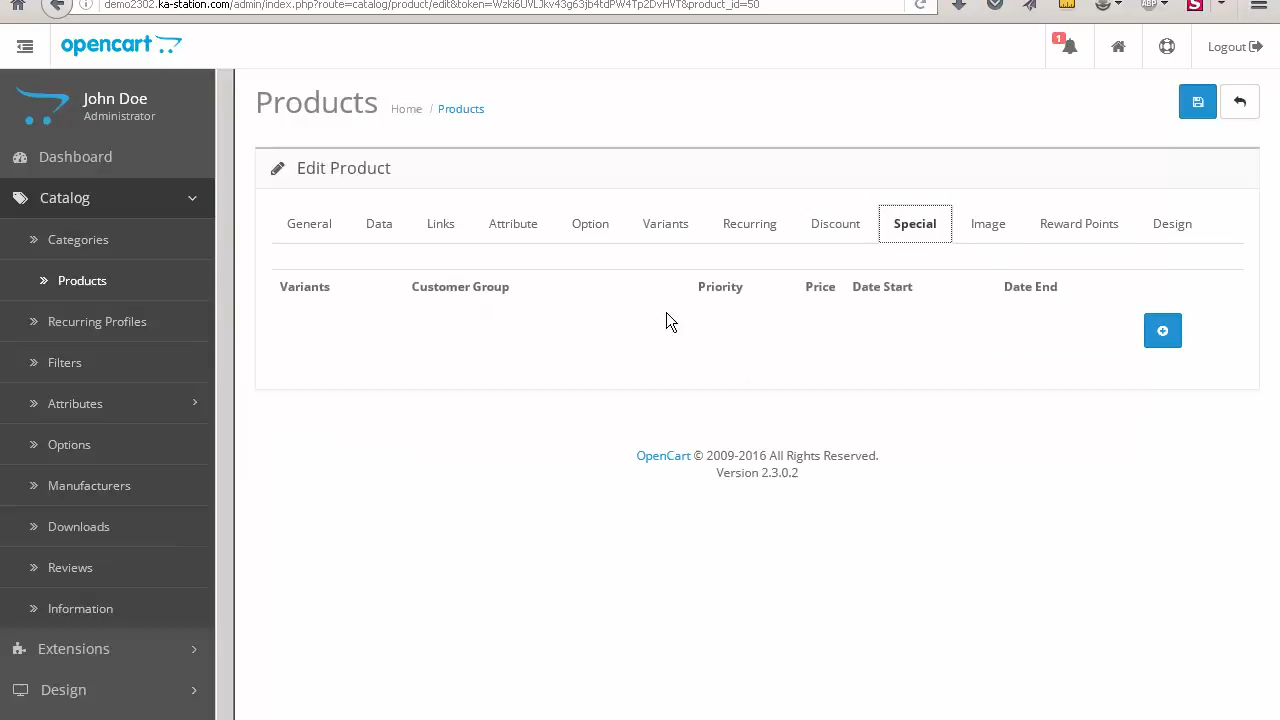 demo2302.ka-station.com/admin/index.php?route=catalog/product/edit&token=Wzki6UVLJkv43g63jb4tdPW4Tp2DvHVT&product_id=50
opencart
1
Logout
John Doe
Administrator
Products
Home / Products
Dashboard
Edit Product
Catalog
General Data Links Attribute Option Variants Recurring Discount Special Image Reward Points Design
Categories
Products
Variants Customer Group Priority Price Date Start Date End
Recurring Profiles
Filters
Attributes
Options
OpenCart © 2009-2016 All Rights Reserved.
Version 2.3.0.2
Manufacturers
Downloads
Reviews
Information
Extensions
Design